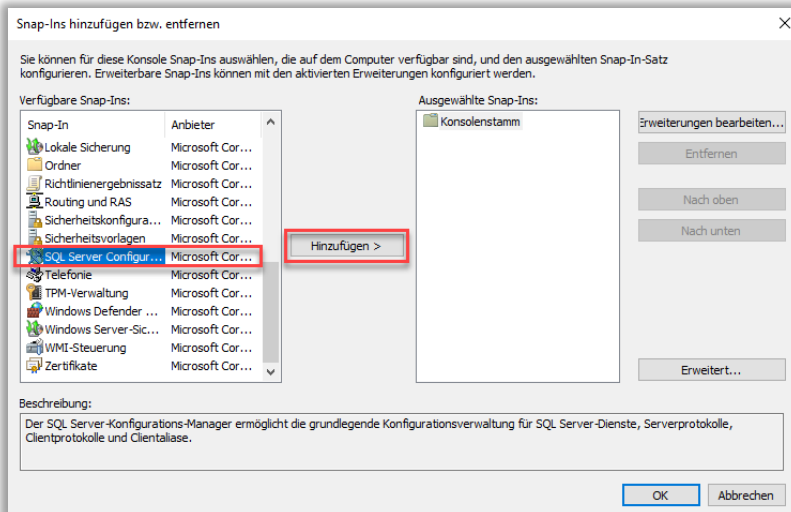 Snap-Ins hinzufügen bzw. entfernen
Sie können für diese Konsole Snap-Ins auswählen, die auf dem Computer verfügbar sind, und den ausgewählten Snap-In-Satz
konfigurieren. Erweiterbare Snap-Ins können mit den aktivierten Erweiterungen konfiguriert werden.
Verfügbare Snap-Ins:
Snap-In Anbieter
Lokale Sicherung Microsoft Cor...
Ordner Microsoft Cor...
Richtlinienergebnissatz Microsoft Cor...
Routing und RAS Microsoft Cor...
Sicherheitskonfigura... Microsoft Cor...
Sicherheitsvorlagen Microsoft Cor...
SQL Server Configur... Microsoft Cor...
Telefonie Microsoft Cor...
TPM-Verwaltung Microsoft Cor...
Windows Defender ... Microsoft Cor...
Windows Server-Sic... Microsoft Cor...
WMI-Steuerung Microsoft Cor...
Zertifikate Microsoft Cor...
Hinzufügen >
Ausgewählte Snap-Ins:
Konsolenstamm
Erweiterungen bearbeiten...
Entfernen
Nach oben
Nach unten
Erweitert...
Beschreibung:
Der SQL Server-Konfigurations-Manager ermöglicht die grundlegende Konfigurationsverwaltung für SQL Server-Dienste, Serverprotokolle,
Clientprotokolle und Clientaliase.
OK Abbrechen